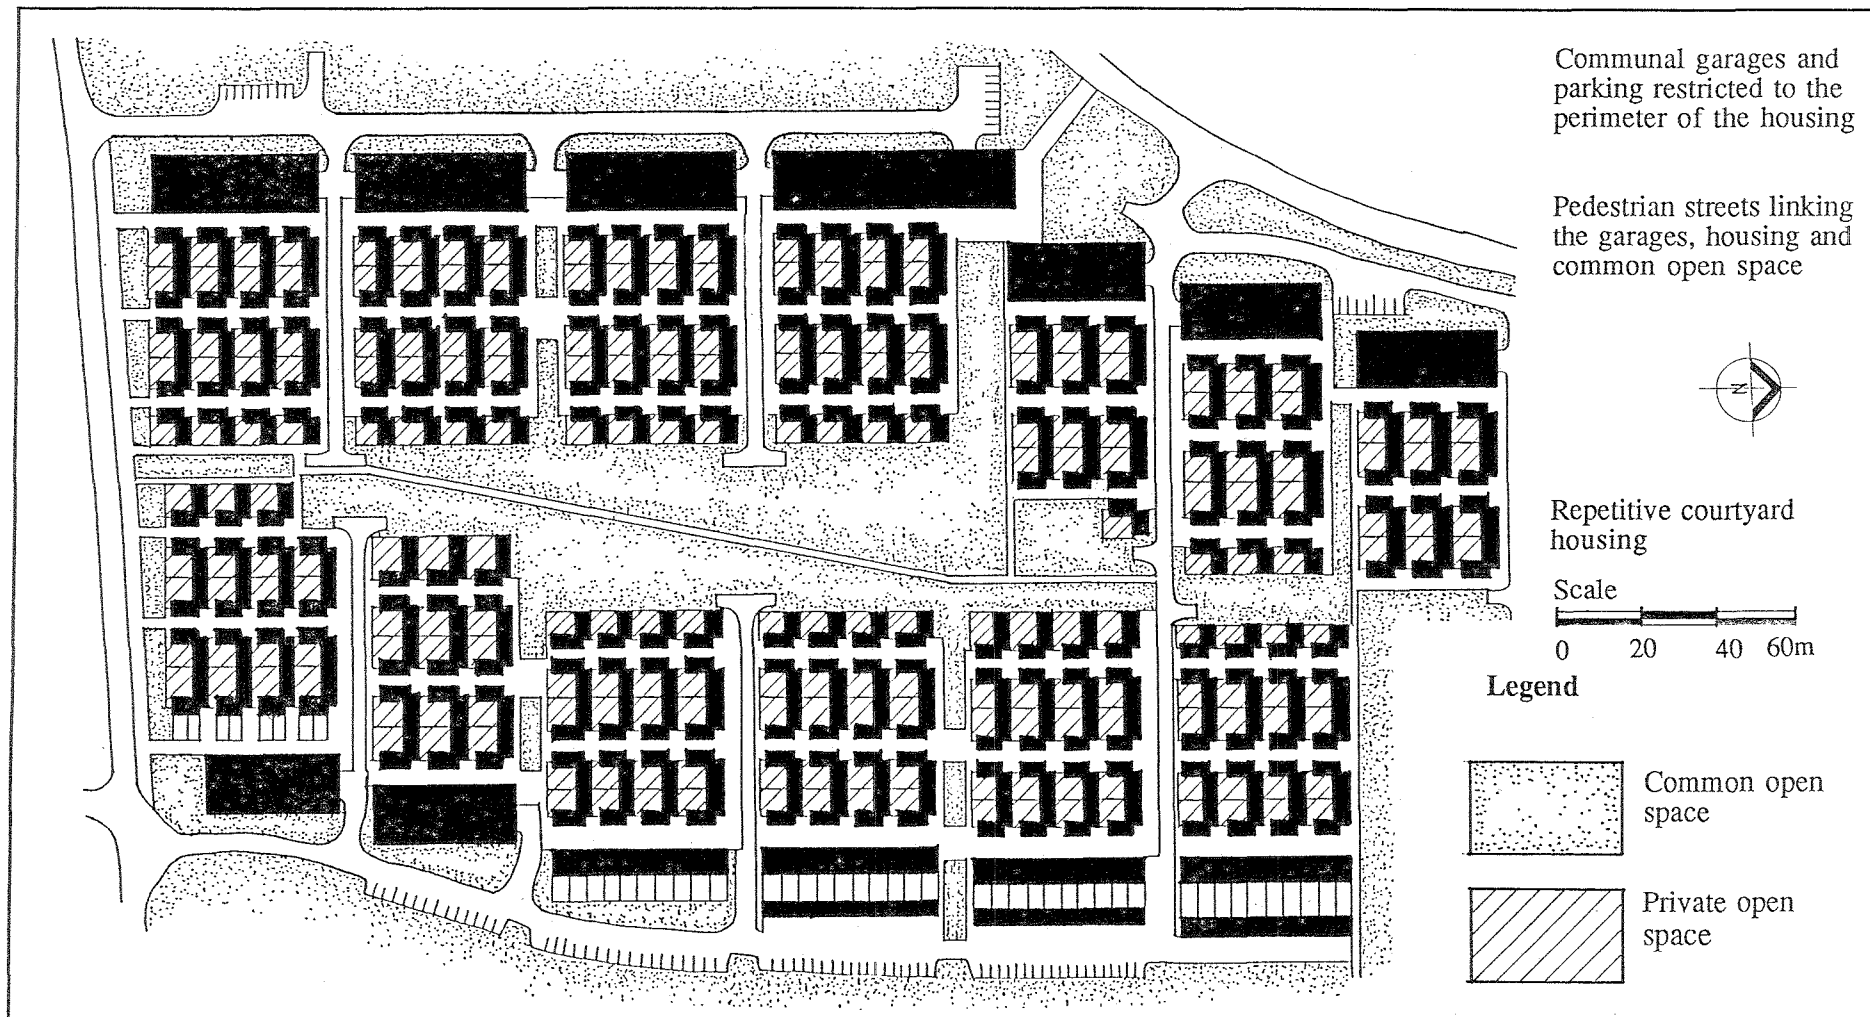 Communal garages and
parking restricted to the
perimeter of the housing
Pedestrian streets linking
the garages, housing and
common open space
N
Repetitive courtyard
housing
Scale
0 20 40 60m
Legend
Common open
space
Private open
space